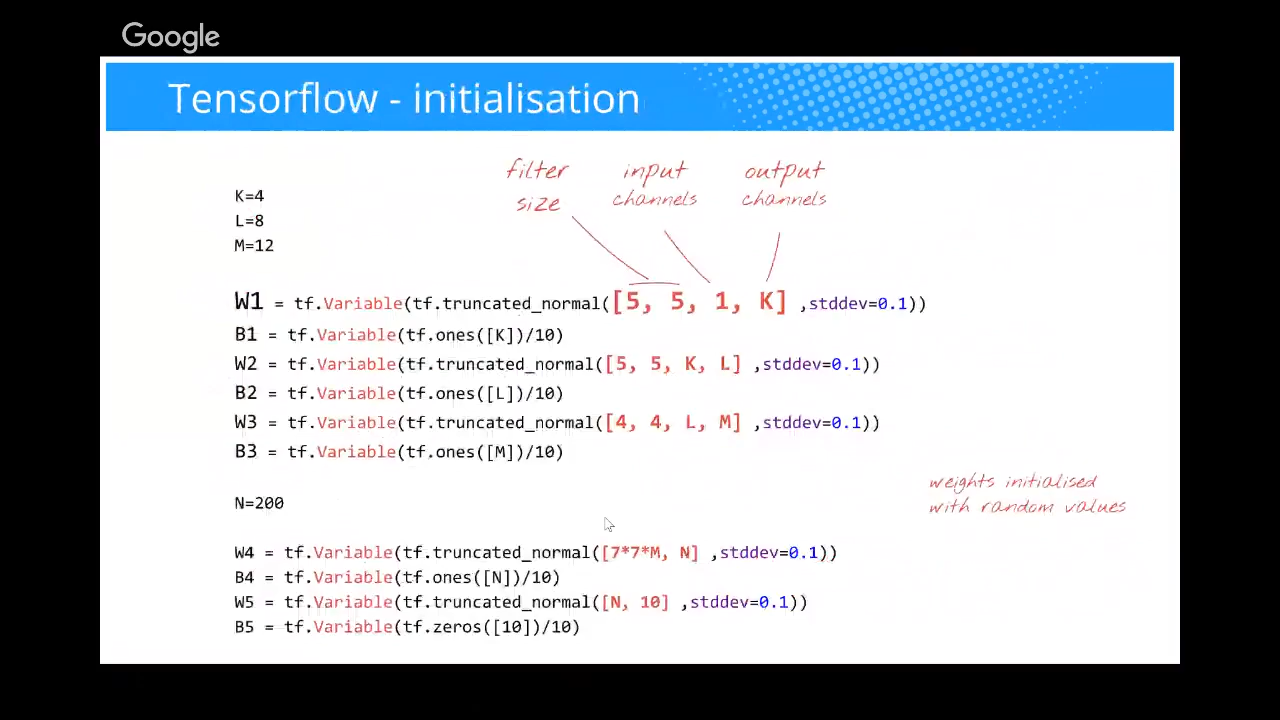 Google
Tensorflow - initialisation
filter size
input channels
output channels
K=4
L=8
M=12
W1 = tf.Variable(tf.truncated_normal([5, 5, 1, K] ,stddev=0.1))
B1 = tf.Variable(tf.ones([K])/10)
W2 = tf.Variable(tf.truncated_normal([5, 5, K, L] ,stddev=0.1))
B2 = tf.Variable(tf.ones([L])/10)
W3 = tf.Variable(tf.truncated_normal([4, 4, L, M] ,stddev=0.1))
B3 = tf.Variable(tf.ones([M])/10)
weights initialised
with random values
N=200
W4 = tf.Variable(tf.truncated_normal([7*7*M, N] ,stddev=0.1))
B4 = tf.Variable(tf.ones([N])/10)
W5 = tf.Variable(tf.truncated_normal([N, 10] ,stddev=0.1))
B5 = tf.Variable(tf.zeros([10])/10)